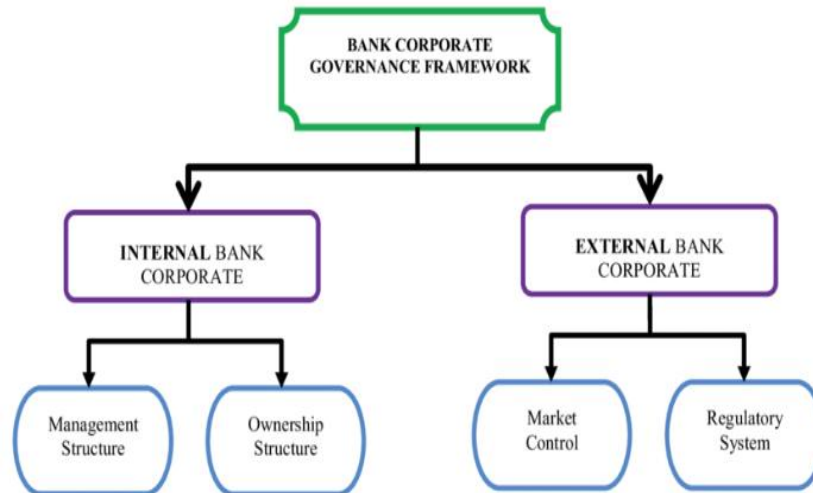 BANK CORPORATE
GOVERNANCE FRAMEWORK
INTERNAL BANK
CORPORATE
EXTERNAL BANK
CORPORATE
Management
Structure
Ownership
Structure
Market
Control
Regulatory
System